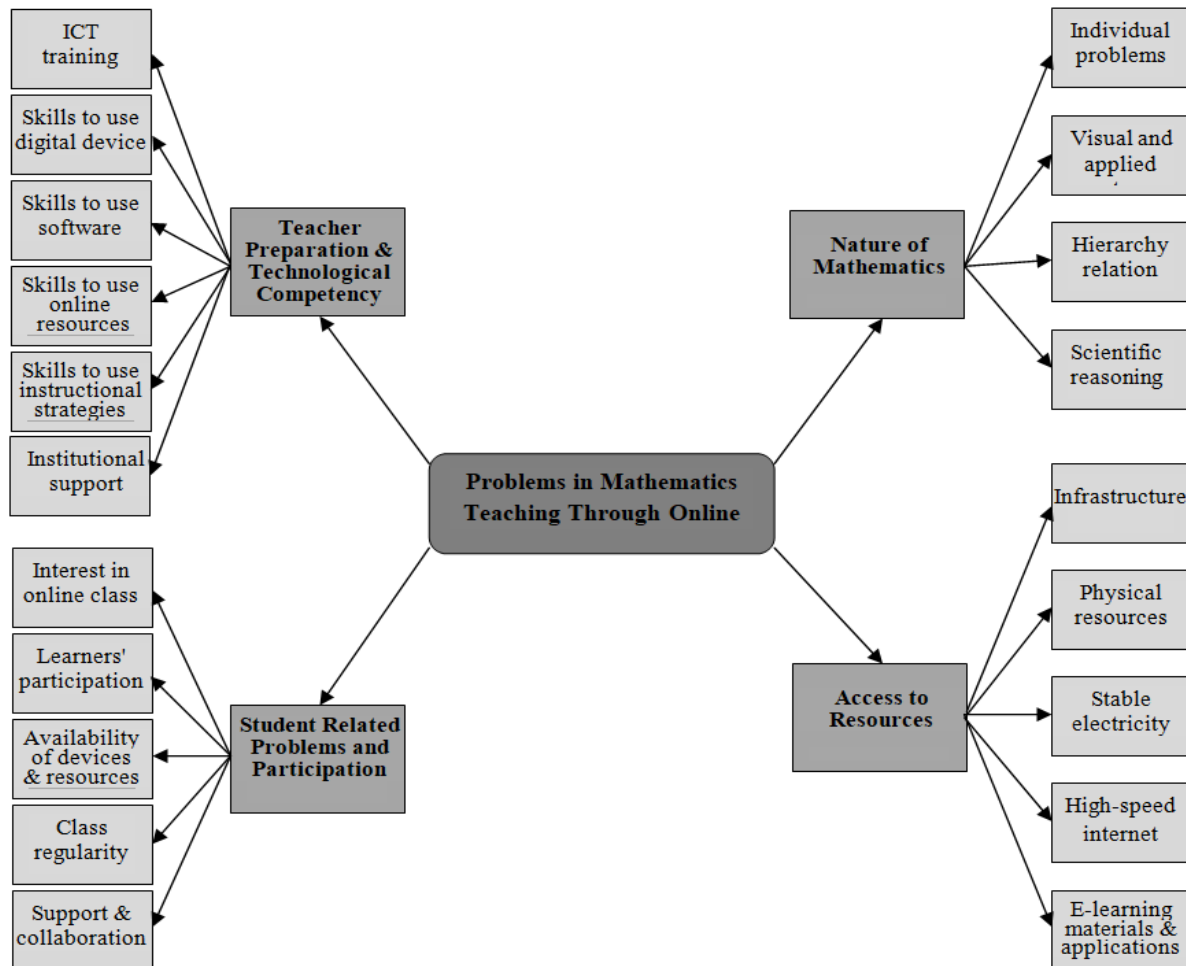 ICT
training
Skills to use
digital device
Skills to use
software
Skills to use
online
resources
Skills to use
instructional
strategies
Institutional
support
Teacher
Preparation &
Technological
Competency
Individual
problems
Visual and
applied
Hierarchy
relation
Scientific
reasoning
Nature of
Mathematics
Problems in Mathematics
Teaching Through Online
Interest in
online class
Learners'
participation
Availability
of devices
& resources
Class
regularity
Support &
collaboration
Student Related
Problems and
Participation
Infrastructure
Physical
resources
Stable
electricity
High-speed
internet
E-learning
materials &
applications
Access to
Resources